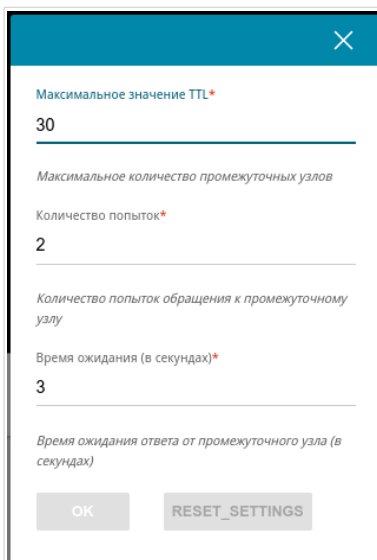 Максимальное значение TTL*
30
Максимальное количество промежуточных узлов
Количество попыток*
2
Количество попыток обращения к промежуточному
узлу
Время ожидания (в секундах)*
3
Время ожидания ответа от промежуточного узла (в
секундах)
OK
RESET_SETTINGS